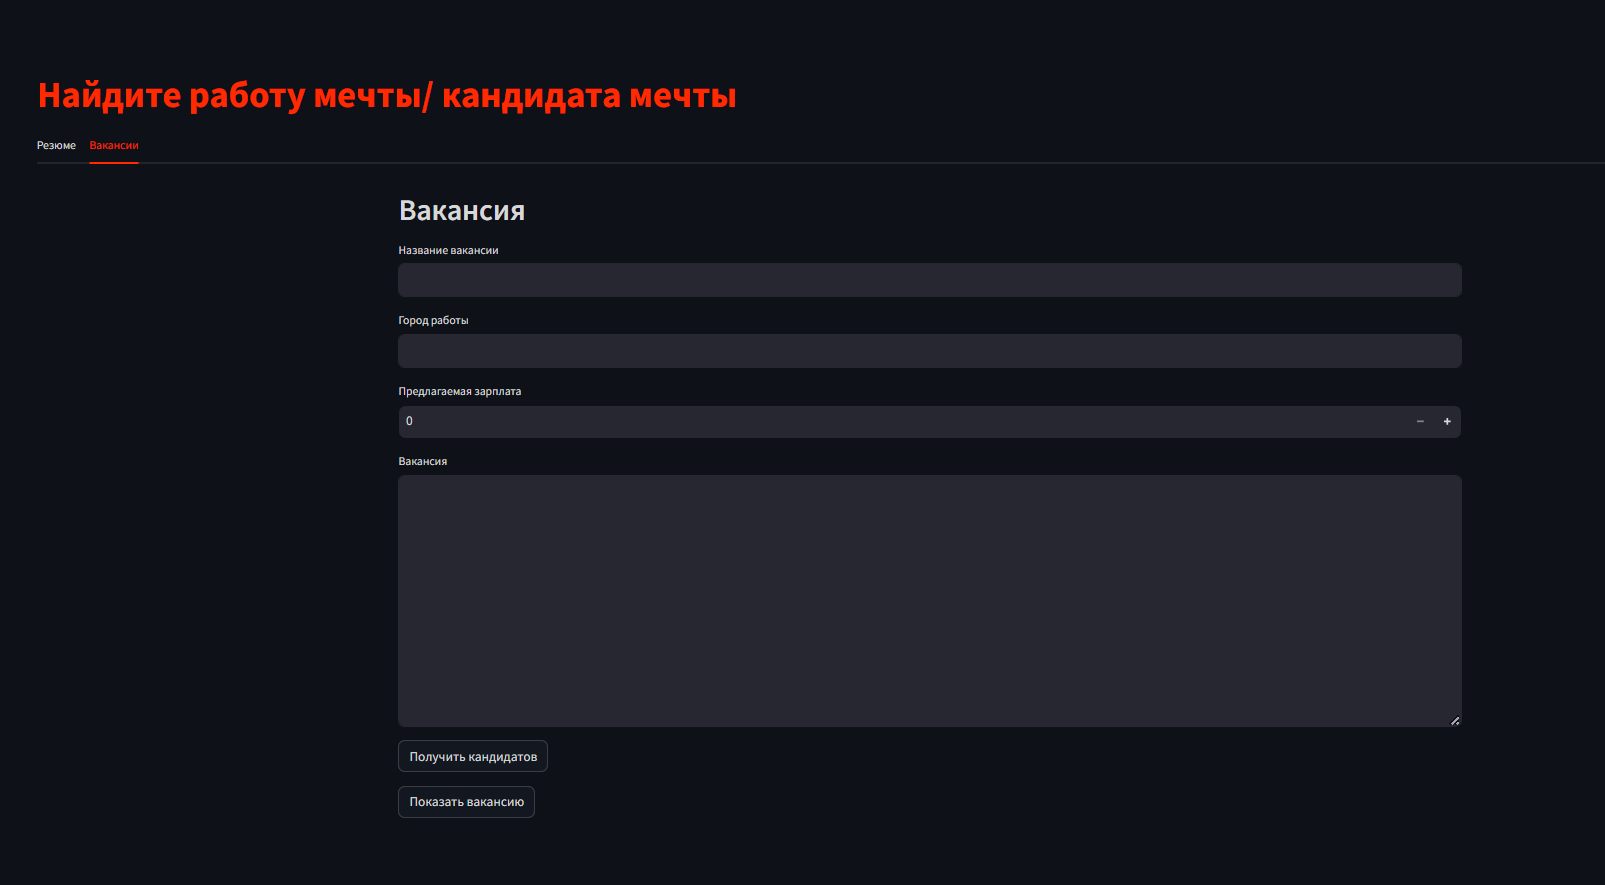 Найдите работу мечты/ кандидата мечты
Резюме Вакансии
Вакансия
Название вакансии
Город работы
Предлагаемая зарплата
0
Вакансия
Получить кандидатов
Показать вакансию